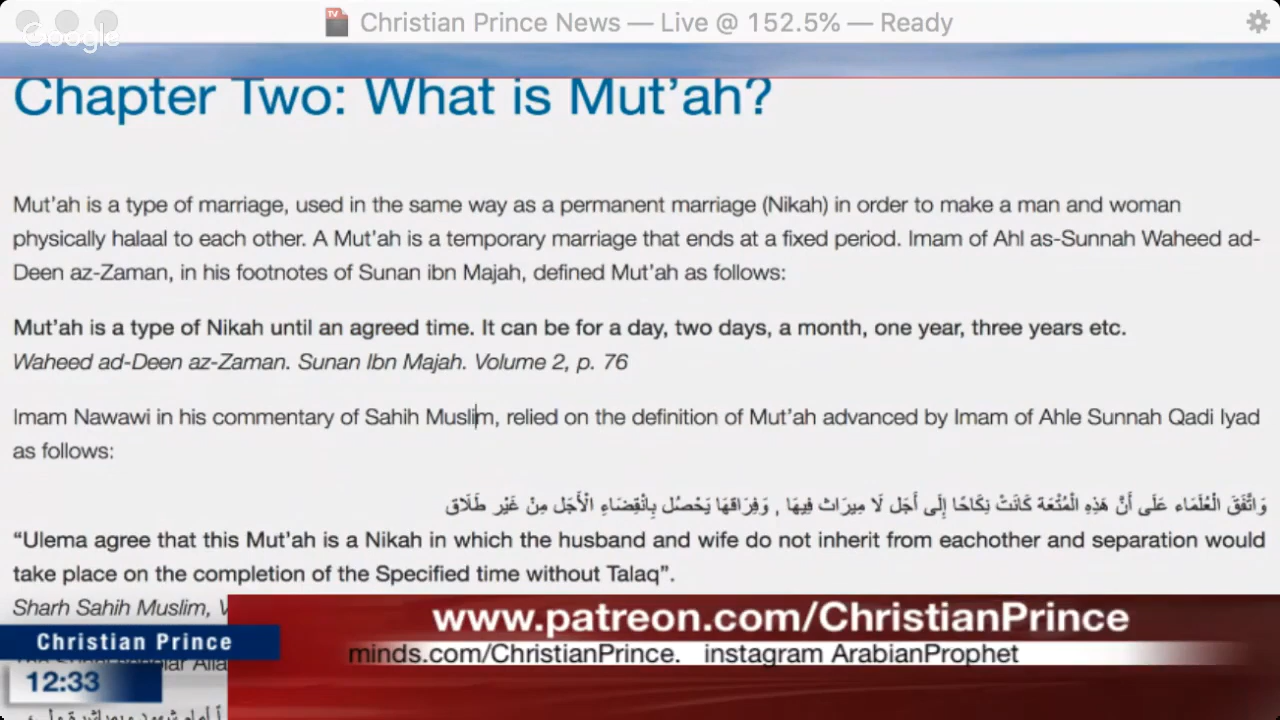 Christian Prince News — Live @ 152.5% — Ready
Google
Chapter Two: What is Mut’ah?
Mut’ah is a type of marriage, used in the same way as a permanent marriage (Nikah) in order to make a man and woman
physically halaal to each other. A Mut’ah is a temporary marriage that ends at a fixed period. Imam of Ahl as-Sunnah Waheed ad-
Deen az-Zaman, in his footnotes of Sunan ibn Majah, defined Mut’ah as follows:
Mut’ah is a type of Nikah until an agreed time. It can be for a day, two days, a month, one year, three years etc.
Waheed ad-Deen az-Zaman. Sunan Ibn Majah. Volume 2, p. 76
Imam Nawawi in his commentary of Sahih Muslim, relied on the definition of Mut’ah advanced by Imam of Ahle Sunnah Qadi Iyad
as follows:
وَاتَّفَقَ الْعُلَمَاء عَلَى أَنَّ هَذِهِ الْمُتْعَة كَانَتْ نِكَاحًا إِلَى أَجَل لَا مِيرَاث فِيهَا , وَفِرَاقهَا يَحْصُل بِانْقِضَاءِ الْأَجَل مِنْ غَيْر طَلَاق
“Ulema agree that this Mut’ah is a Nikah in which the husband and wife do not inherit from eachother and separation would
take place on the completion of the Specified time without Talaq”.
Sharh Sahih Muslim,
www.patreon.com/ChristianPrince
Christian Prince
minds.com/ChristianPrince. instagram ArabianProphet
12:33